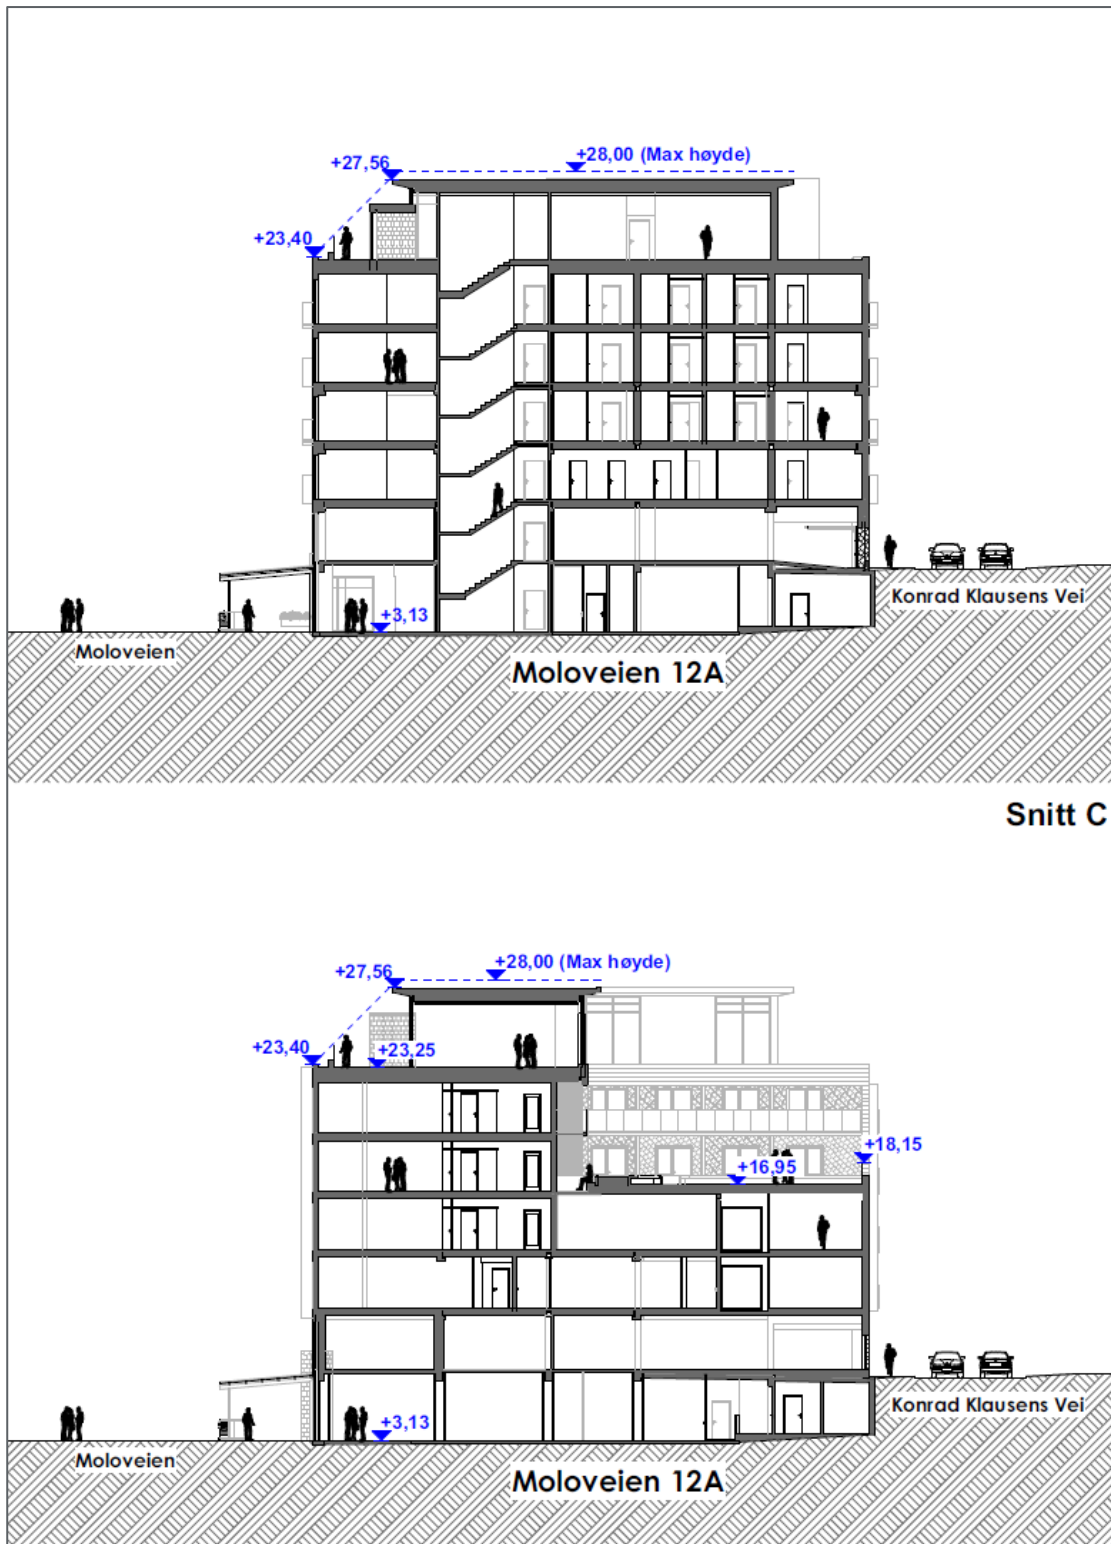 +28,00 (Max høyde)
+27,56
+23,40
+3,13
Konrad Klausens Vei
Moloveien
Moloveien 12A
Snitt C
+28,00 (Max høyde)
+27,56
+23,40
+23,25
+18,15
+16,95
+3,13
Konrad Klausens Vei
Moloveien
Moloveien 12A